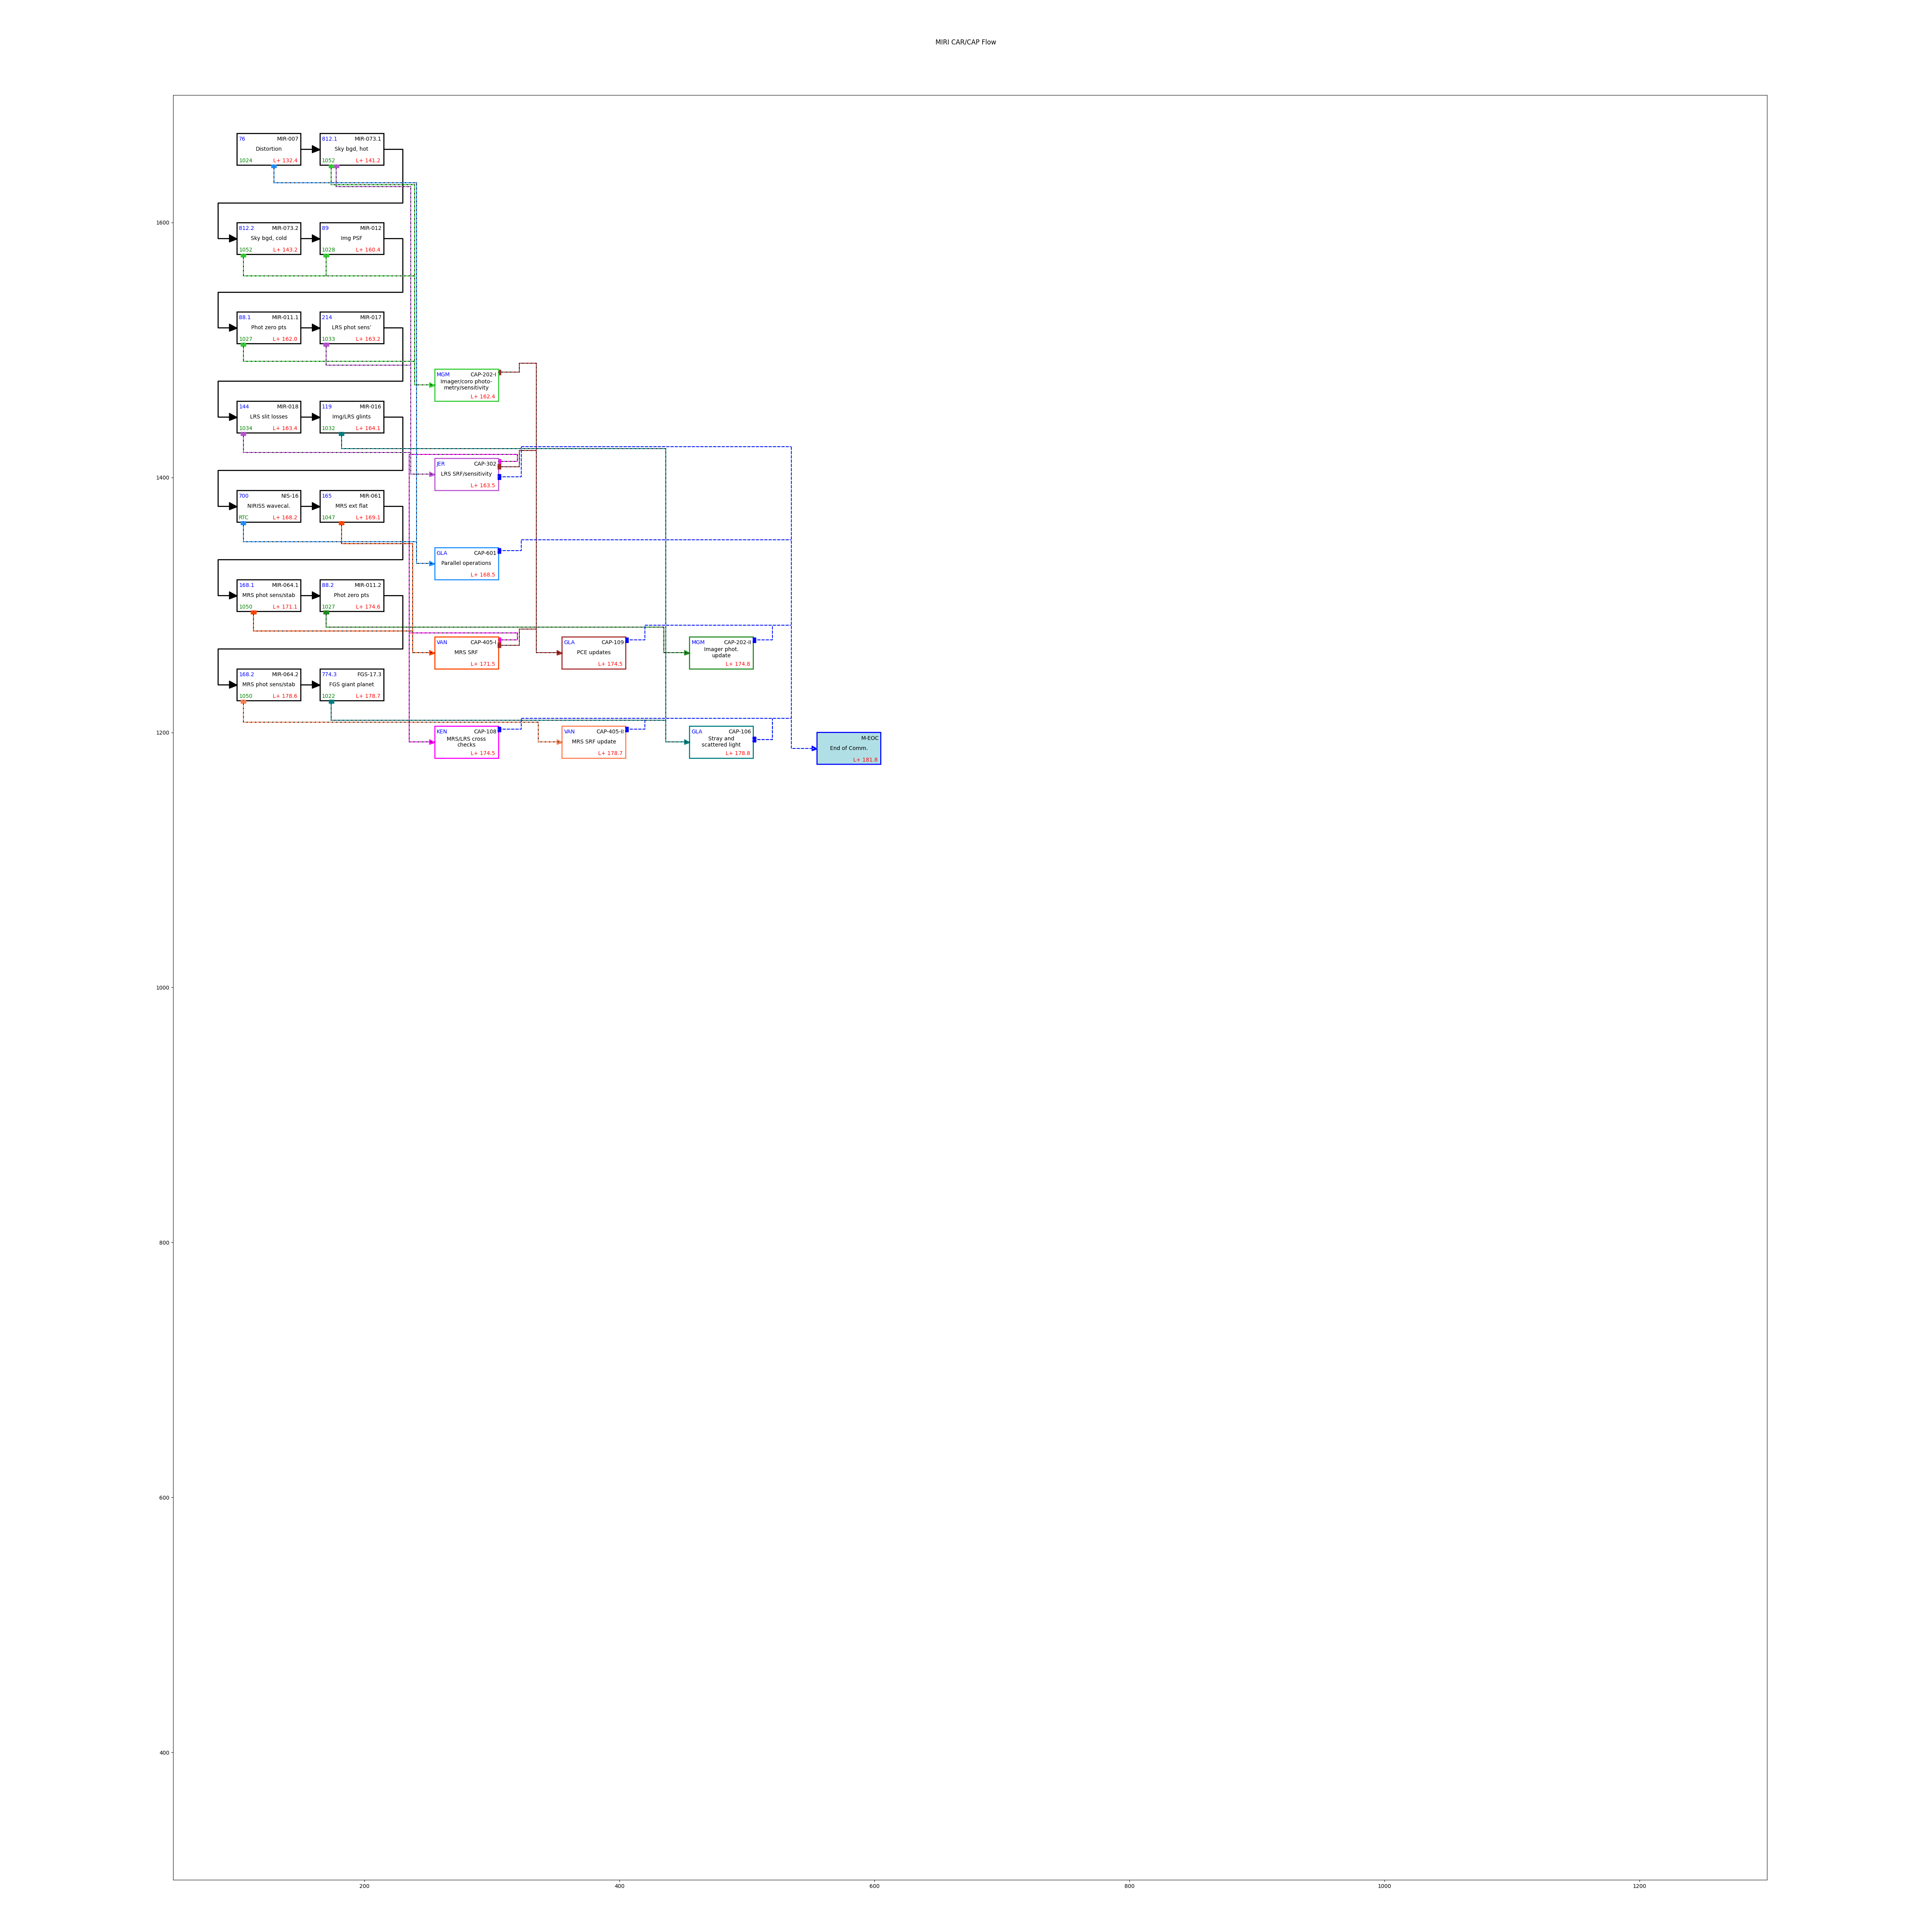 MIRI CAR/CAP Flow
76 MIR-007
Distortion
1024 L+ 132.4
812.1 MIR-073.1
Sky bgd, hot
1052 L+ 141.2
812.2 MIR-073.2
Sky bgd, cold
1052 L+ 143.2
89 MIR-012
Img PSF
1028 L+ 160.4
88.1 MIR-011.1
Phot zero pts
1027 L+ 162.0
214 MIR-017
LRS phot sens'
1033 L+ 163.2
MGM CAP-202-I
Imager/coro photo-
metry/sensitivity
L+ 162.4
144 MIR-018
LRS slit losses
1034 L+ 163.4
119 MIR-016
Img/LRS glints
1032 L+ 164.1
JER CAP-302
LRS SRF/sensitivity
L+ 163.5
700 NIS-16
NIRISS wavecal.
RTC L+ 168.2
165 MIR-061
MRS ext flat
1047 L+ 169.1
GLA CAP-601
Parallel operations
L+ 168.5
168.1 MIR-064.1
MRS phot sens/stab
1050 L+ 171.1
88.2 MIR-011.2
Phot zero pts
1027 L+ 174.6
VAN CAP-405-I
MRS SRF
L+ 171.5
GLA CAP-109
PCE updates
L+ 174.5
MGM CAP-202-II
Imager phot.
update
L+ 174.8
168.2 MIR-064.2
MRS phot sens/stab
1050 L+ 178.6
774.3 FGS-17.3
FGS giant planet
1022 L+ 178.7
KEN CAP-108
MRS/LRS cross
checks
L+ 174.5
VAN CAP-405-II
MRS SRF update
L+ 178.7
GLA CAP-106
Stray and
scattered light
L+ 178.8
M-EOC
End of Comm.
L+ 181.8
1600
1400
1200
1000
800
600
400
200 400 600 800 1000 1200